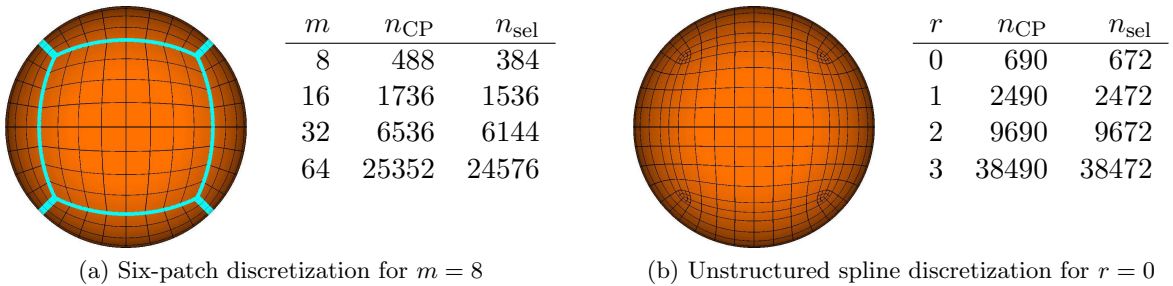 m n_CP n_sel
8 488 384
16 1736 1536
32 6536 6144
64 25352 24576
(a) Six-patch discretization for m = 8
r n_CP n_sel
0 690 672
1 2490 2472
2 9690 9672
3 38490 38472
(b) Unstructured spline discretization for r = 0